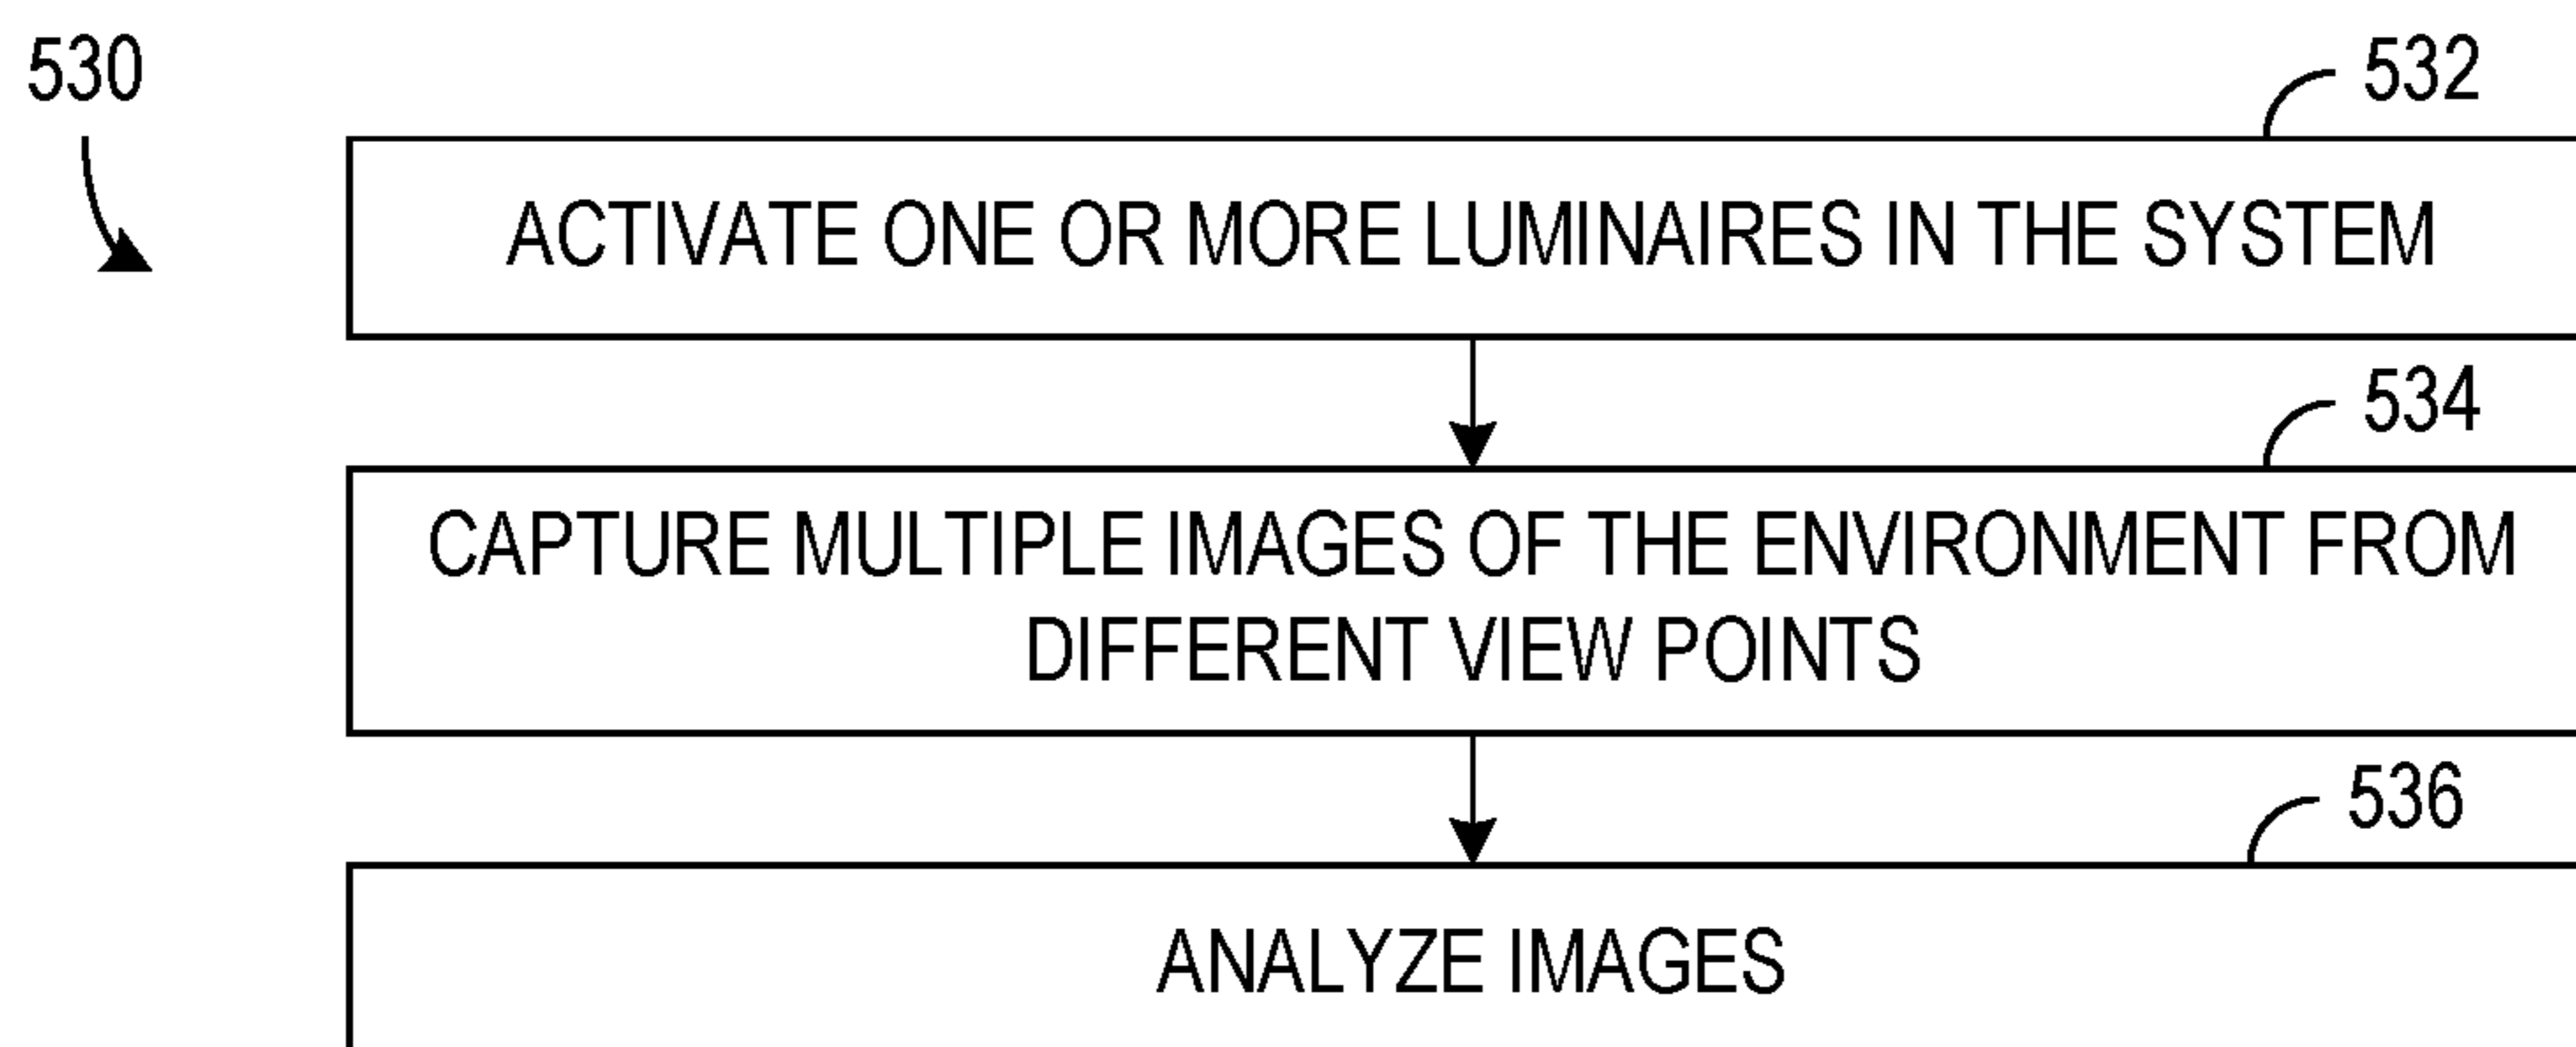 530
532
ACTIVATE ONE OR MORE LUMINAIRES IN THE SYSTEM
534
CAPTURE MULTIPLE IMAGES OF THE ENVIRONMENT FROM
DIFFERENT VIEW POINTS
536
ANALYZE IMAGES